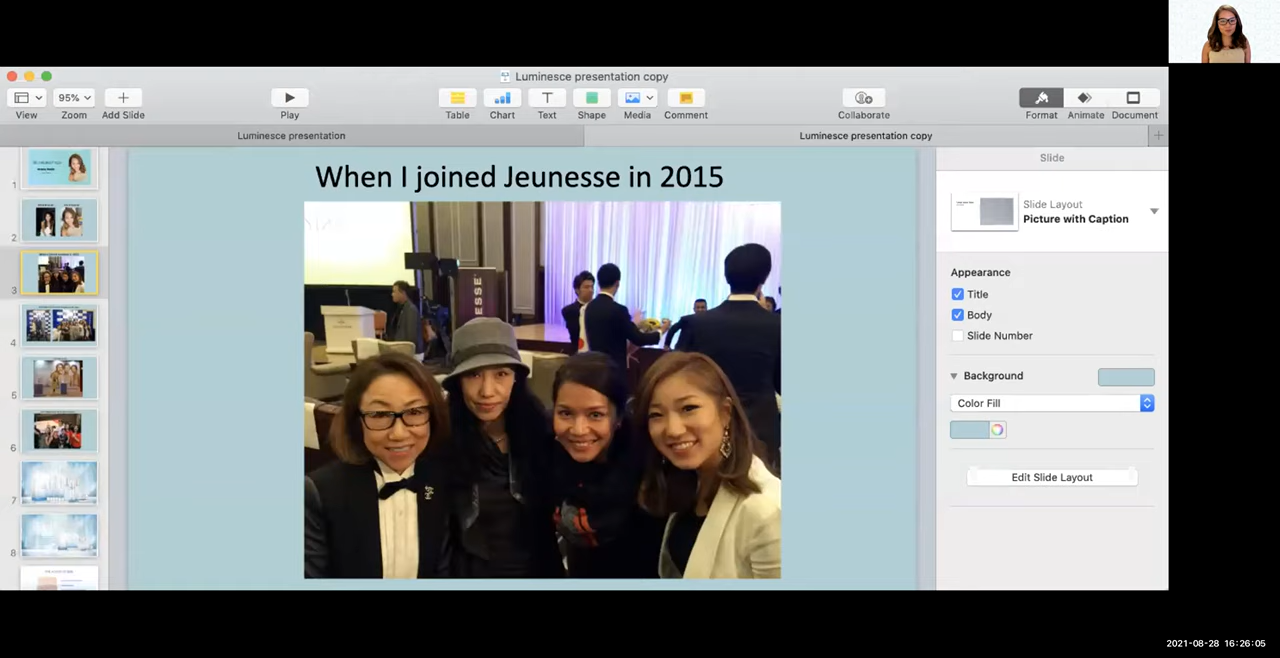 Luminesce presentation copy
95%
View
Zoom
Add Slide
Play
Table
Chart
Text
Shape
Media
Comment
Collaborate
Format
Animate
Document
Luminesce presentation
Luminesce presentation copy
When I joined Jeunesse in 2015
ESSE
1
2
3
4
5
6
7
8
Slide
Slide Layout
Picture with Caption
Appearance
Title
Body
Slide Number
Background
Color Fill
Edit Slide Layout
2021-08-28 16:26:05